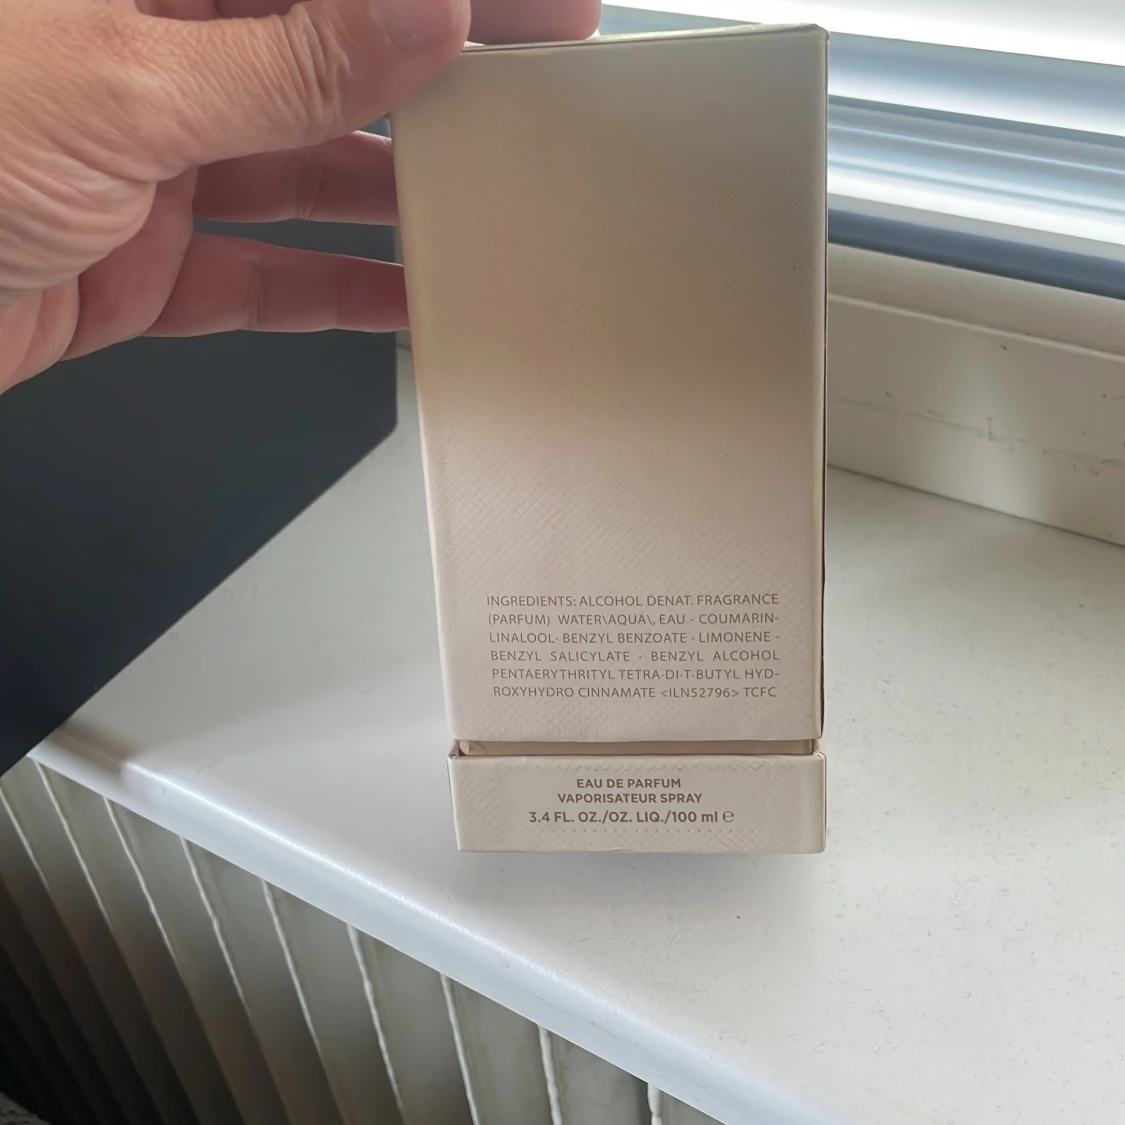 INGREDIENTS: ALCOHOL DENAT. FRAGRANCE
(PARFUM) WATER\AQUA\, EAU - COUMARIN-
LINALOOL· BENZYL BENZOATE · LIMONENE -
BENZYL SALICYLATE · BENZYL ALCOHOL
PENTAERYTHRITYL TETRA·DI·T·BUTYL HYD-
ROXYHYDRO CINNAMATE <ILN52796> TCFC
EAU DE PARFUM
VAPORISATEUR SPRAY
3.4 FL. OZ./OZ. LIQ./100 ml ℮